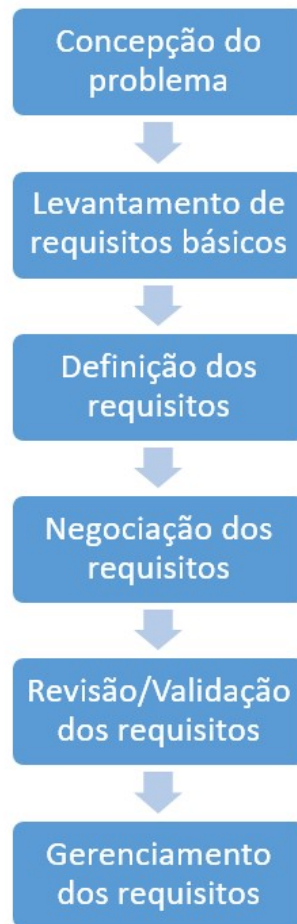 Concepção do
problema
Levantamento de
requisitos básicos
Definição dos
requisitos
Negociação dos
requisitos
Revisão/Validação
dos requisitos
Gerenciamento
dos requisitos